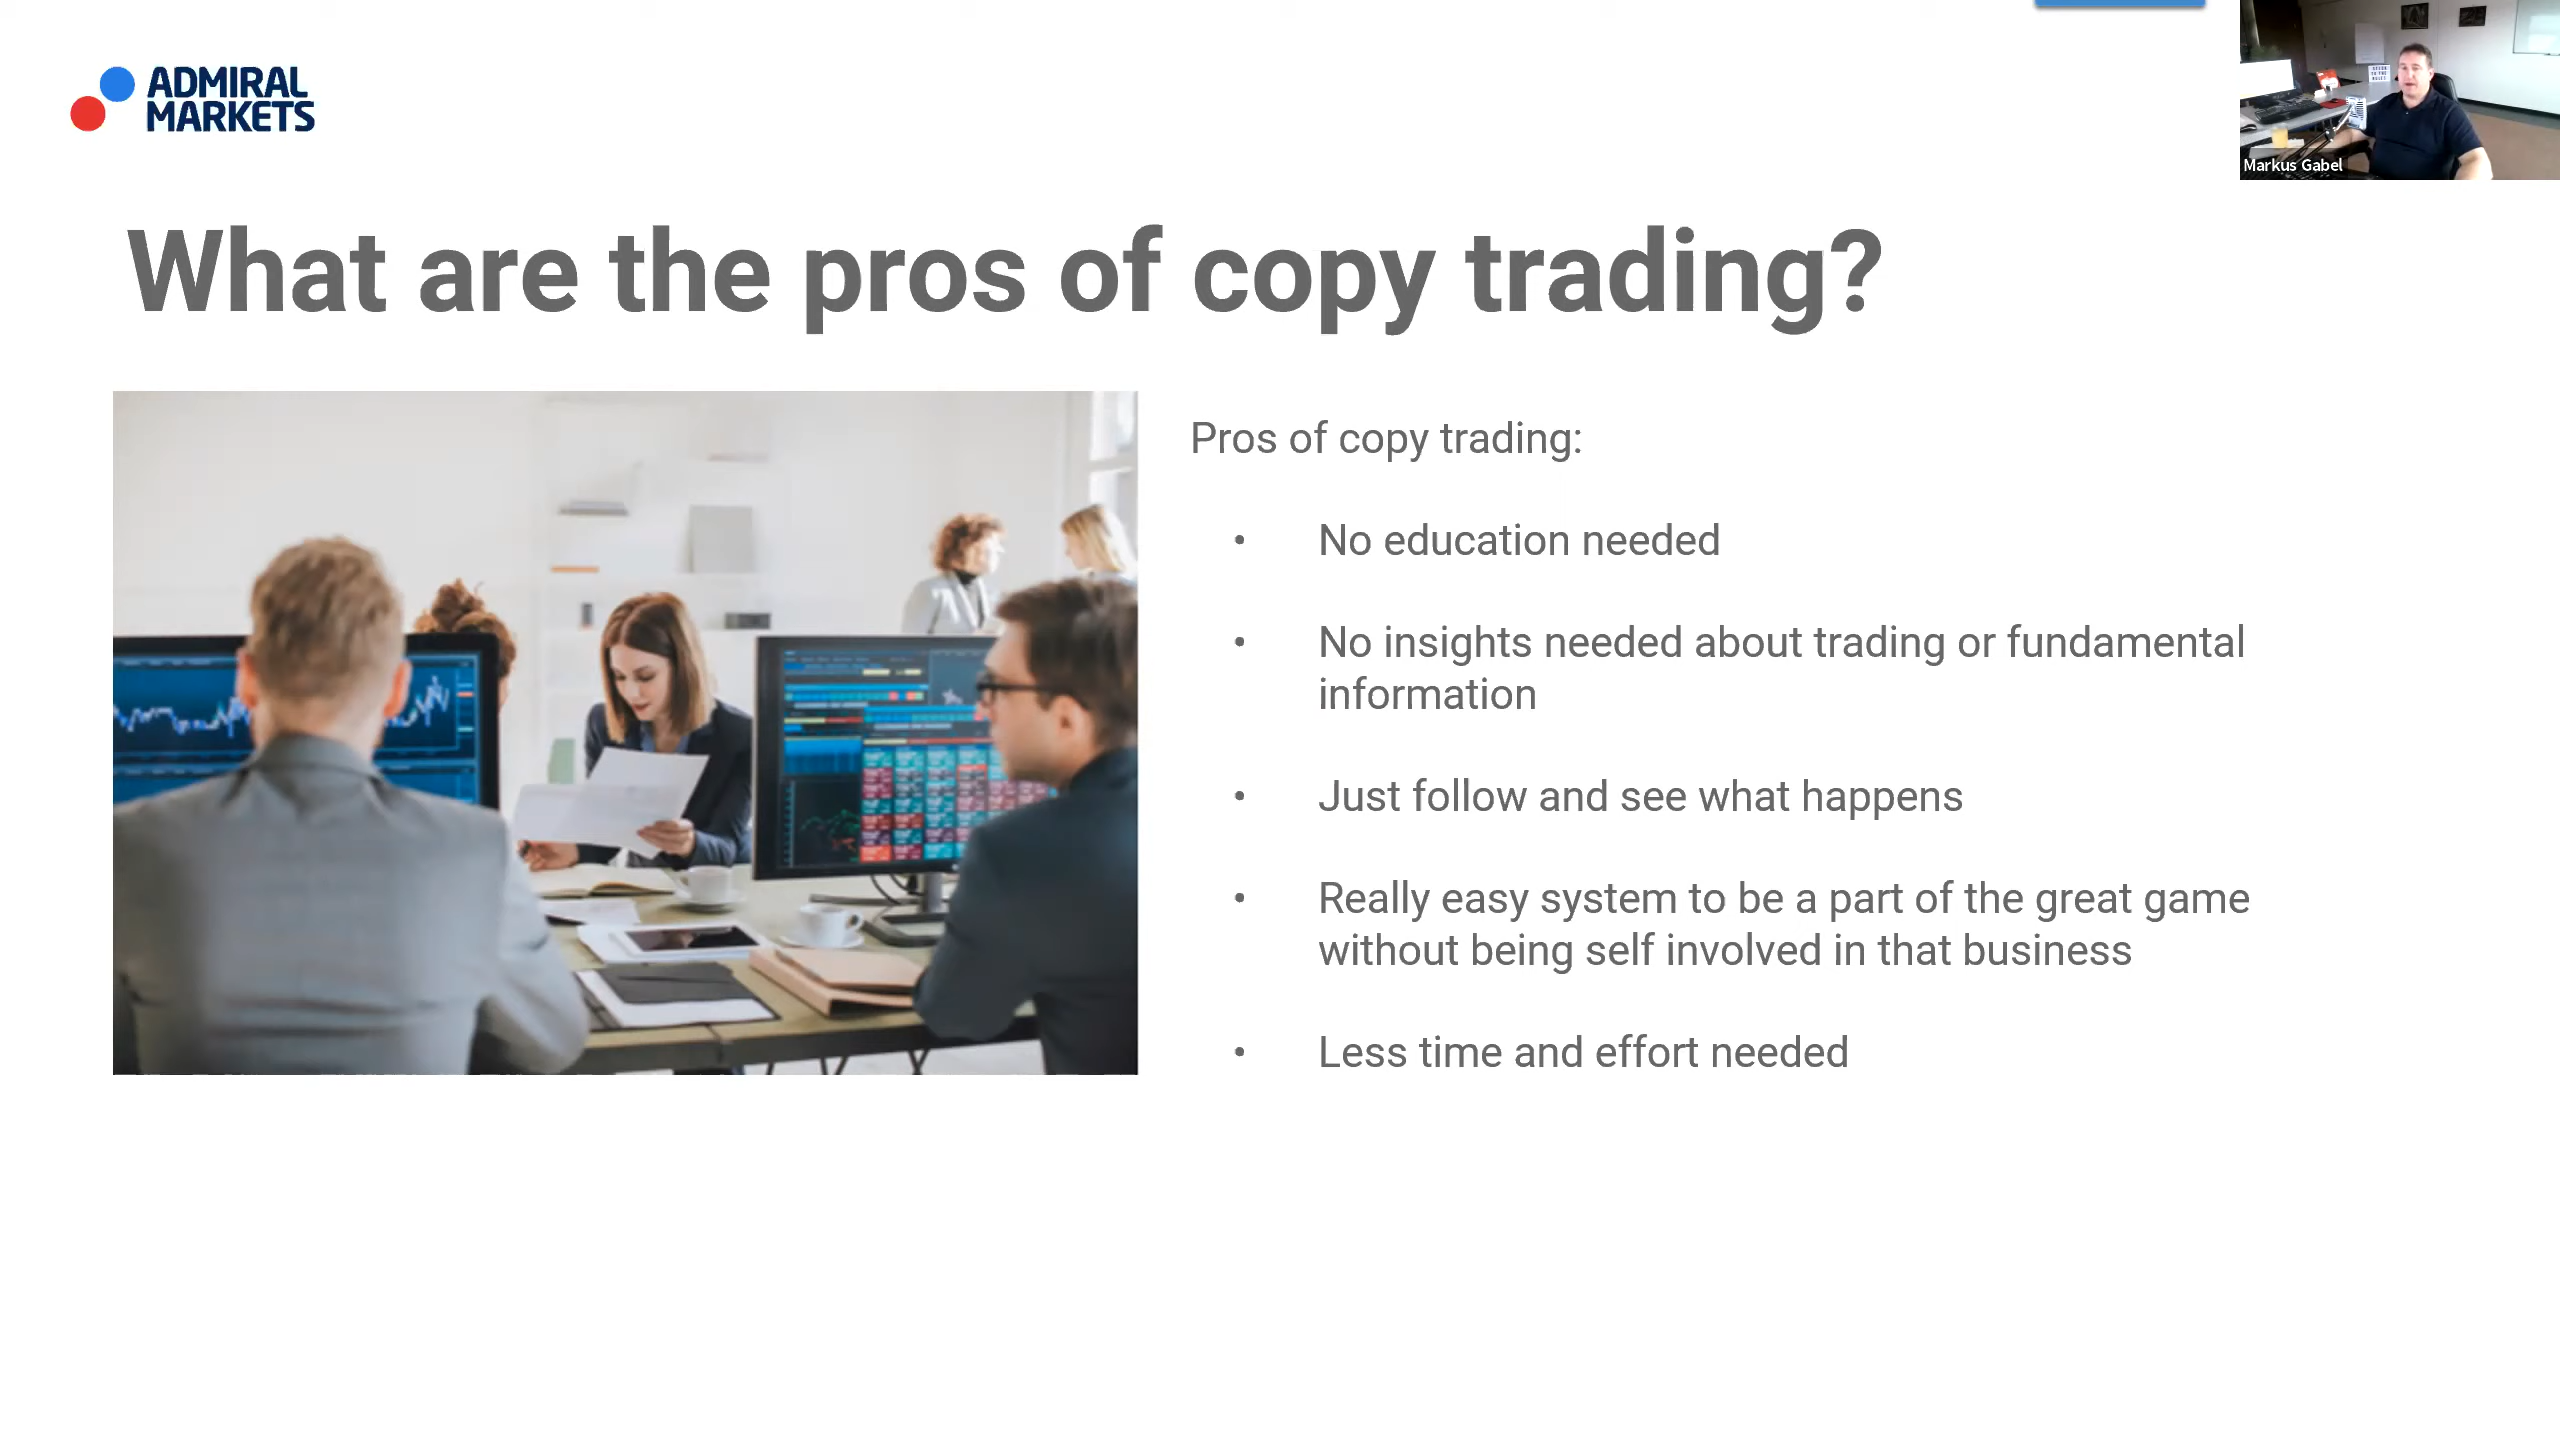 ADMIRAL
MARKETS
Markus Gabel
What are the pros of copy trading?
Pros of copy trading:
• No education needed
• No insights needed about trading or fundamental
information
• Just follow and see what happens
• Really easy system to be a part of the great game
without being self involved in that business
• Less time and effort needed